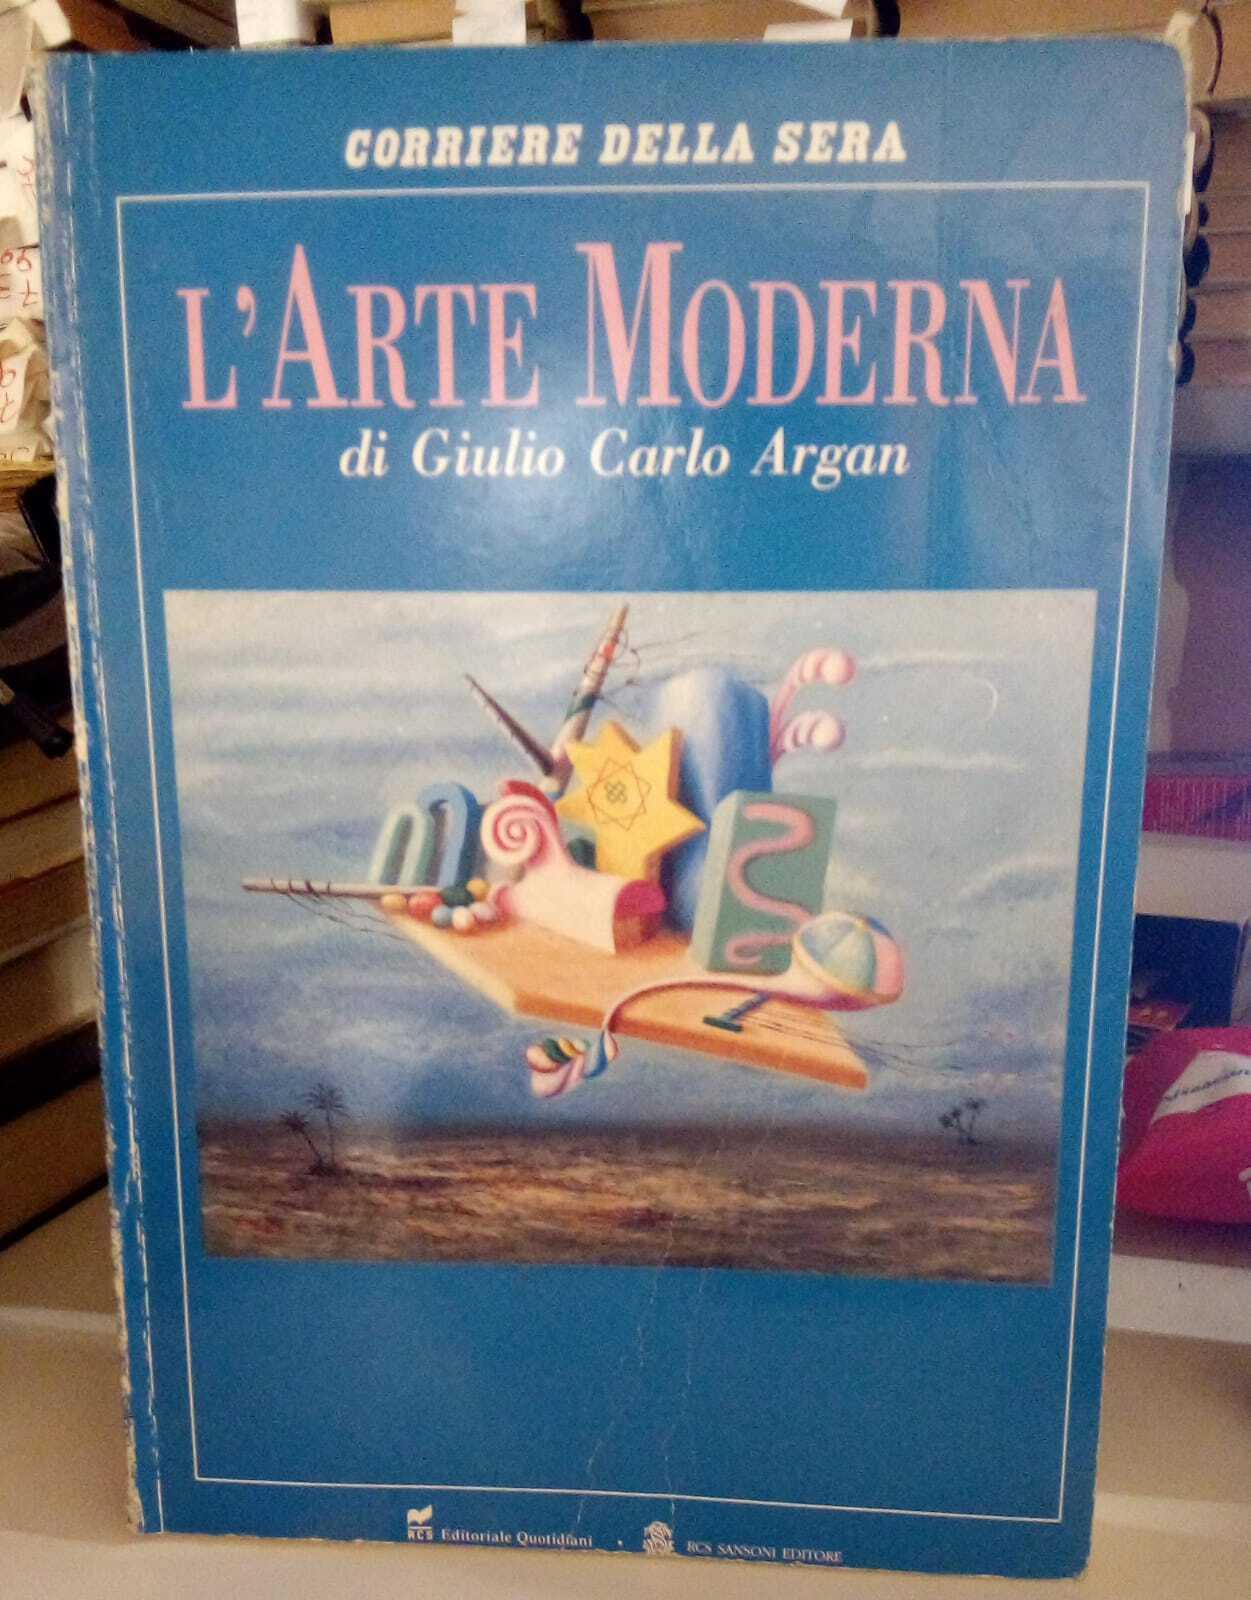 CORRIERE DELLA SERA
L'ARTE MODERNA
di Giulio Carlo Argan
RCS Editoriale Quotidiani · RCS SANSONI EDITORE